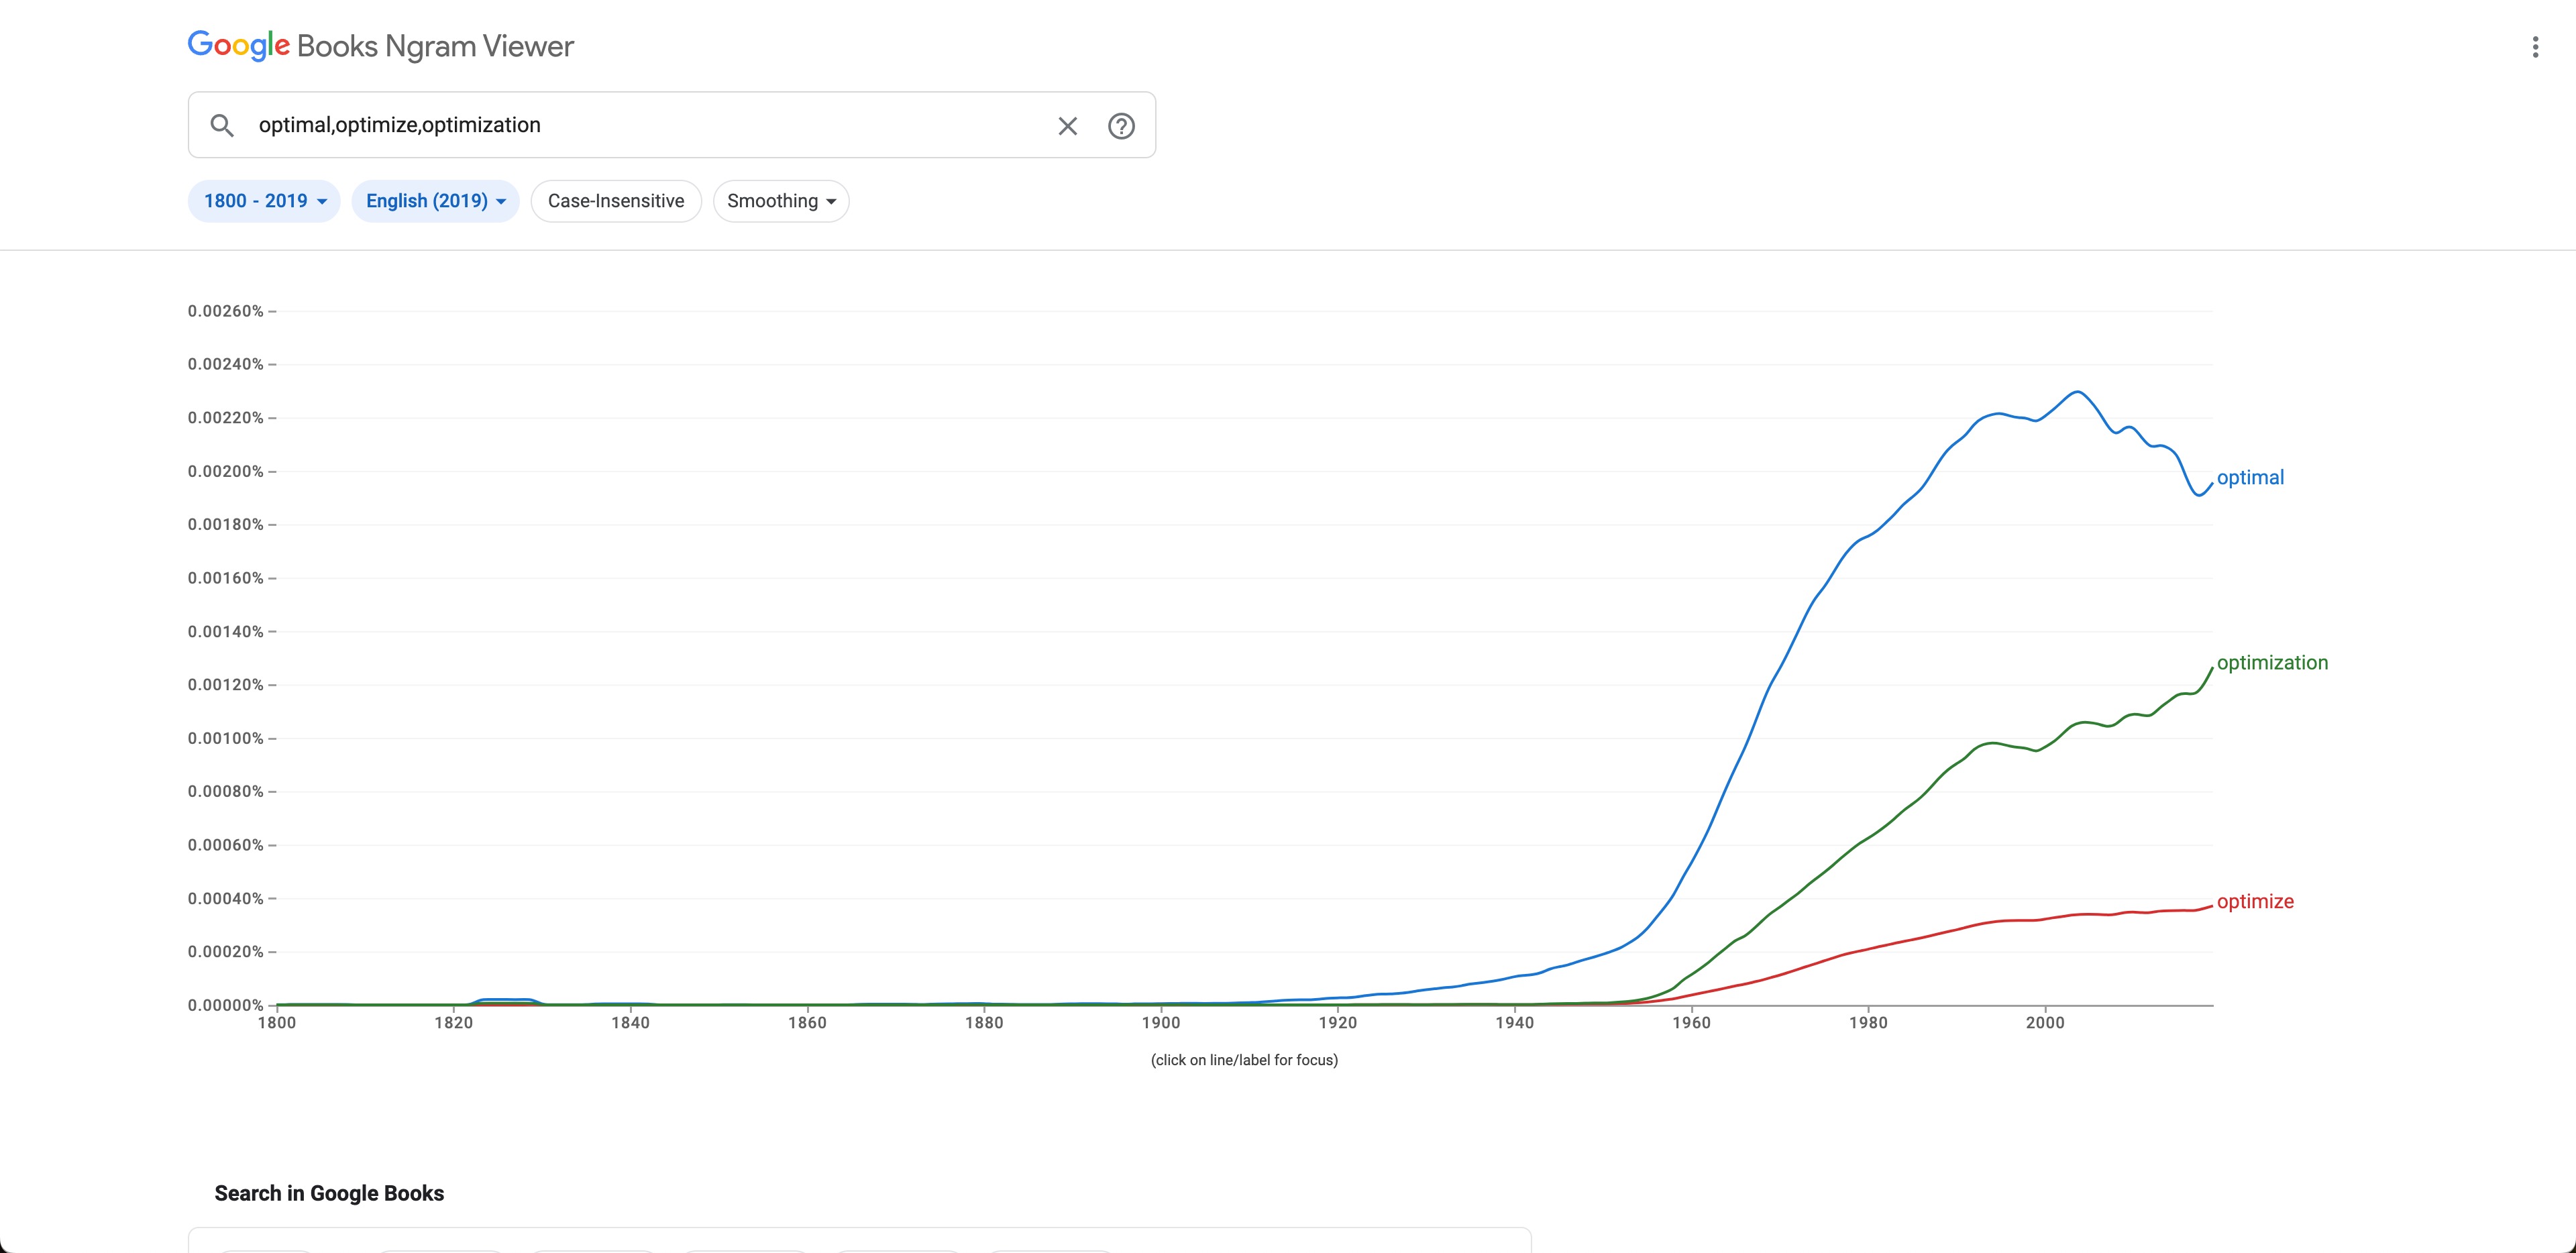 Google Books Ngram Viewer
optimal,optimize,optimization
1800 - 2019 English (2019) Case-Insensitive Smoothing
0.00260%
0.00240%
0.00220%
0.00200%
optimal
0.00180%
0.00160%
0.00140%
optimization
0.00120%
0.00100%
0.00080%
0.00060%
0.00040%
optimize
0.00020%
0.00000%
1800 1820 1840 1860 1880 1900 1920 1940 1960 1980 2000
(click on line/label for focus)
Search in Google Books